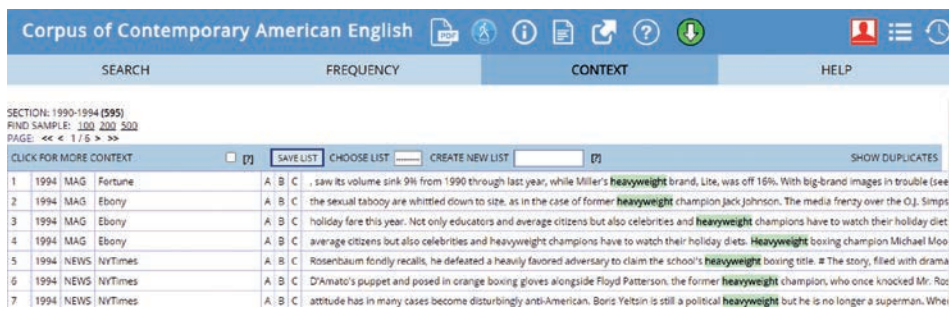 Corpus of Contemporary American English PDF
SEARCH FREQUENCY CONTEXT HELP
SECTION: 1990-1994 (595)
FIND SAMPLE: 100 200 500
PAGE: << < 1 / 6 > >>
CLICK FOR MORE CONTEXT [?] SAVE LIST CHOOSE LIST CREATE NEW LIST [?] SHOW DUPLICATES
1 1994 MAG Fortune A B C , saw its volume sink 9% from 1990 through last year, while Miller's heavyweight brand, Lite, was off 16%. With big-brand images in trouble (see
2 1994 MAG Ebony A B C the sexual tabooy are whittled down to size, as in the case of former heavyweight champion Jack Johnson. The media frenzy over the O.J. Simps
3 1994 MAG Ebony A B C holiday fare this year. Not only educators and average citizens but also celebrities and heavyweight champions have to watch their holiday diet
4 1994 MAG Ebony A B C average citizens but also celebrities and heavyweight champions have to watch their holiday diets. Heavyweight boxing champion Michael Moo
5 1994 NEWS NYTimes A B C Rosenbaum fondly recalls, he defeated a heavily favored adversary to claim the school's heavyweight boxing title. # The story, filled with drama
6 1994 NEWS NYTimes A B C D'Amato's puppet and posed in orange boxing gloves alongside Floyd Patterson, the former heavyweight champion, who once knocked Mr. Ros
7 1994 NEWS NYTimes A B C attitude has in many cases become disturbingly anti-American. Boris Yeltsin is still a political heavyweight but he is no longer a superman. Whe